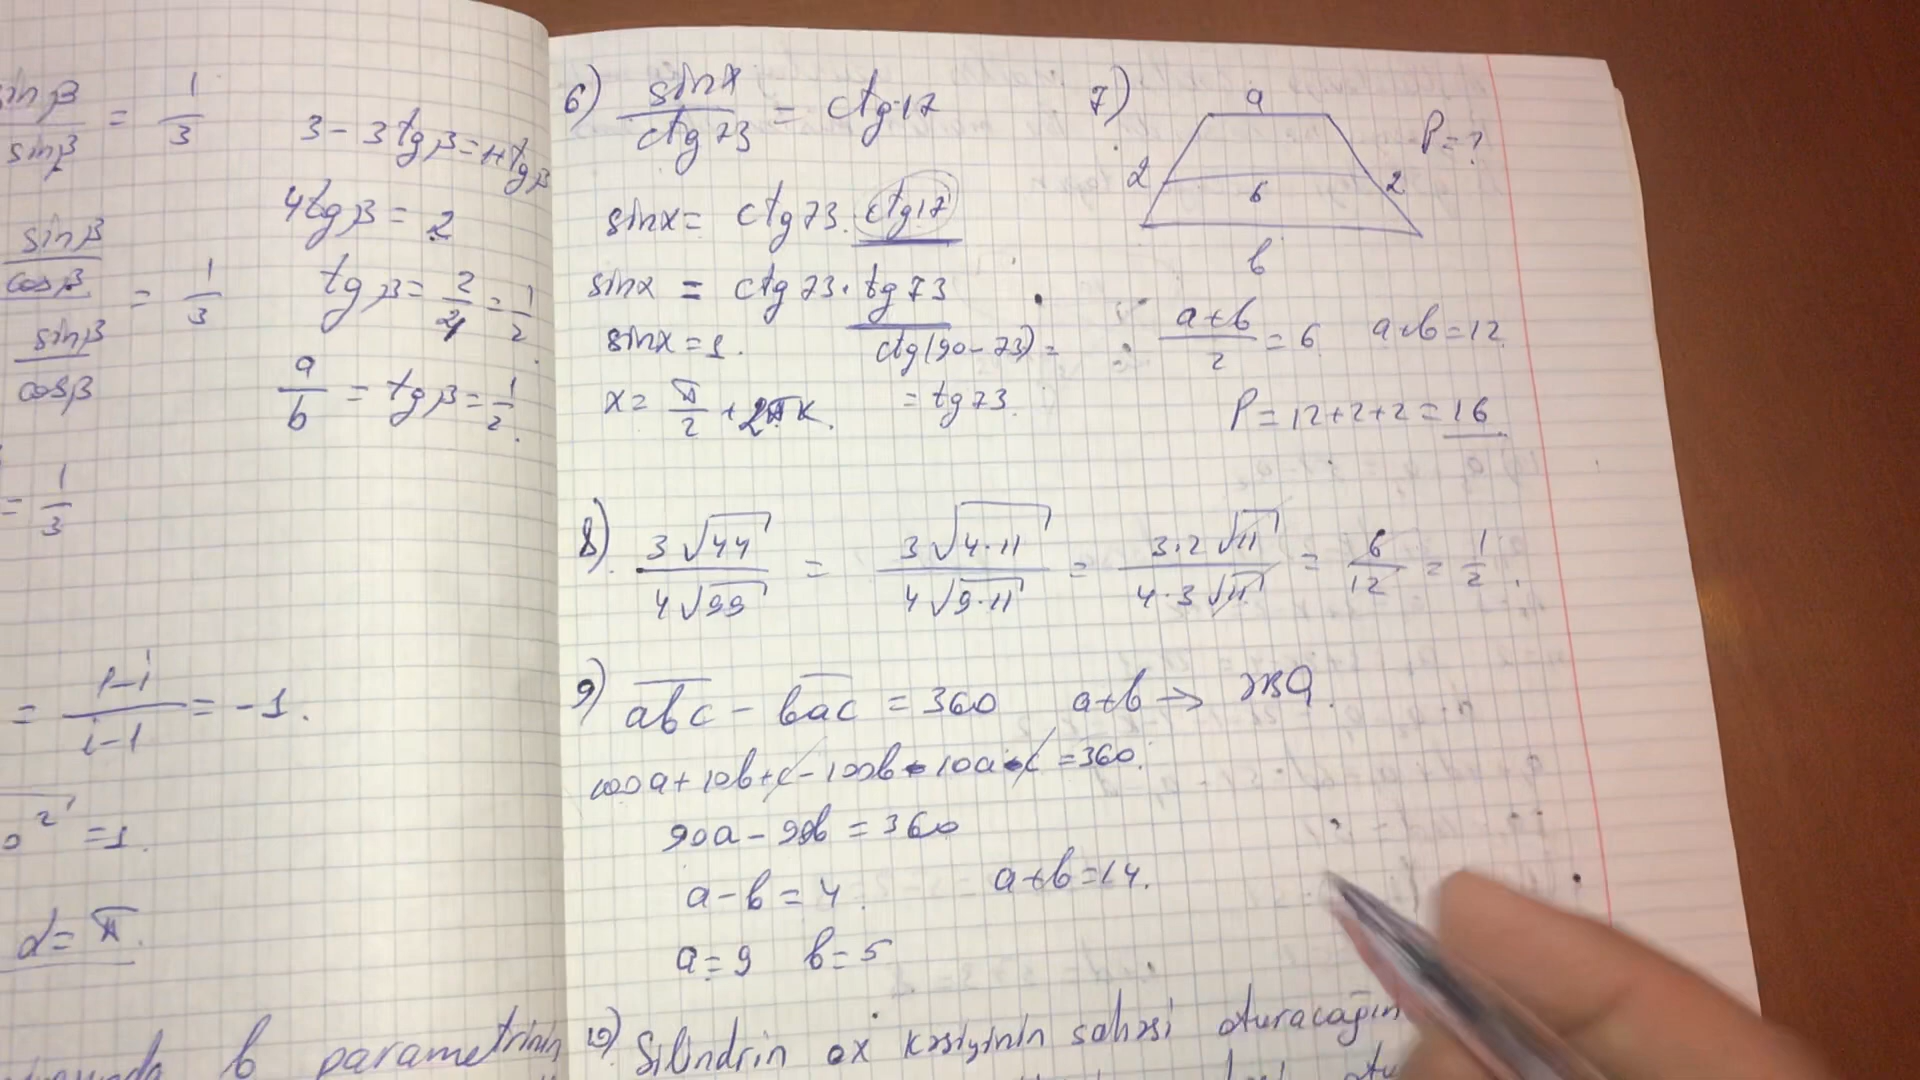 sinβ/sinβ = 1/3
3 - 3tgβ = 1+tgβ
4tgβ = 2
sinβ/cosβ / sinβ/cosβ = 1/3
tgβ = 2/4 = 1/2.
a/b = tgβ = 1/2.
= 1/3
= 1-i/i-1 = -1.
2 = 1.
α = π.
b parametrinin
6) sinx/ctg73 = ctg17
sinx = ctg73 · ctg17
sinx = ctg73 · tg73
sinx = 1.
ctg(90-73) =
= tg73.
x = π/2 + 2πk.
7) a
P = ?
2 6 2
b
a+b/2 = 6 a+b = 12
P = 12+2+2 = 16
8) 3√44/4√99 = 3√4·11/4√9·11 = 3·2√11/4·3√11 = 6/12 = 1/2.
9) abc - bac = 360 a+b → ƏBQ.
100a+10b+c-100b-10a-c = 360.
90a - 90b = 360
a - b = 4. a+b = 14.
a = 9 b = 5
10) Silindrin ox kəsiyinin sahəsi oturacağın